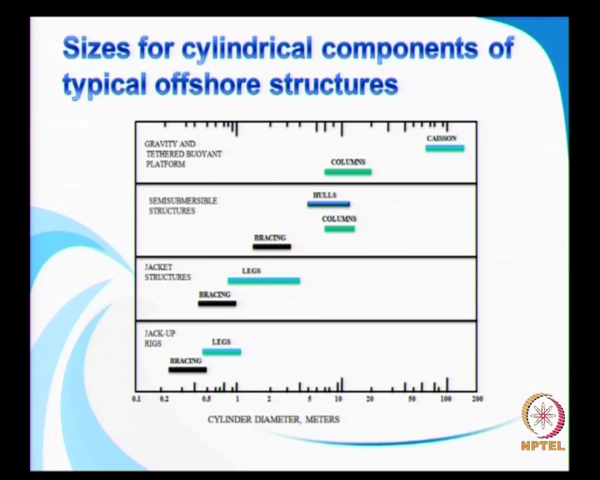 Sizes for cylindrical components of
typical offshore structures
GRAVITY AND
TETHERED BUOYANT
PLATFORM
CAISSON
COLUMNS
SEMISUBMERSIBLE
STRUCTURES
HULLS
COLUMNS
BRACING
JACKET
STRUCTURES
LEGS
BRACING
JACK-UP
RIGS
LEGS
BRACING
0.1 0.2 0.5 1 2 5 10 20 50 100 200
CYLINDER DIAMETER, METERS
NPTEL